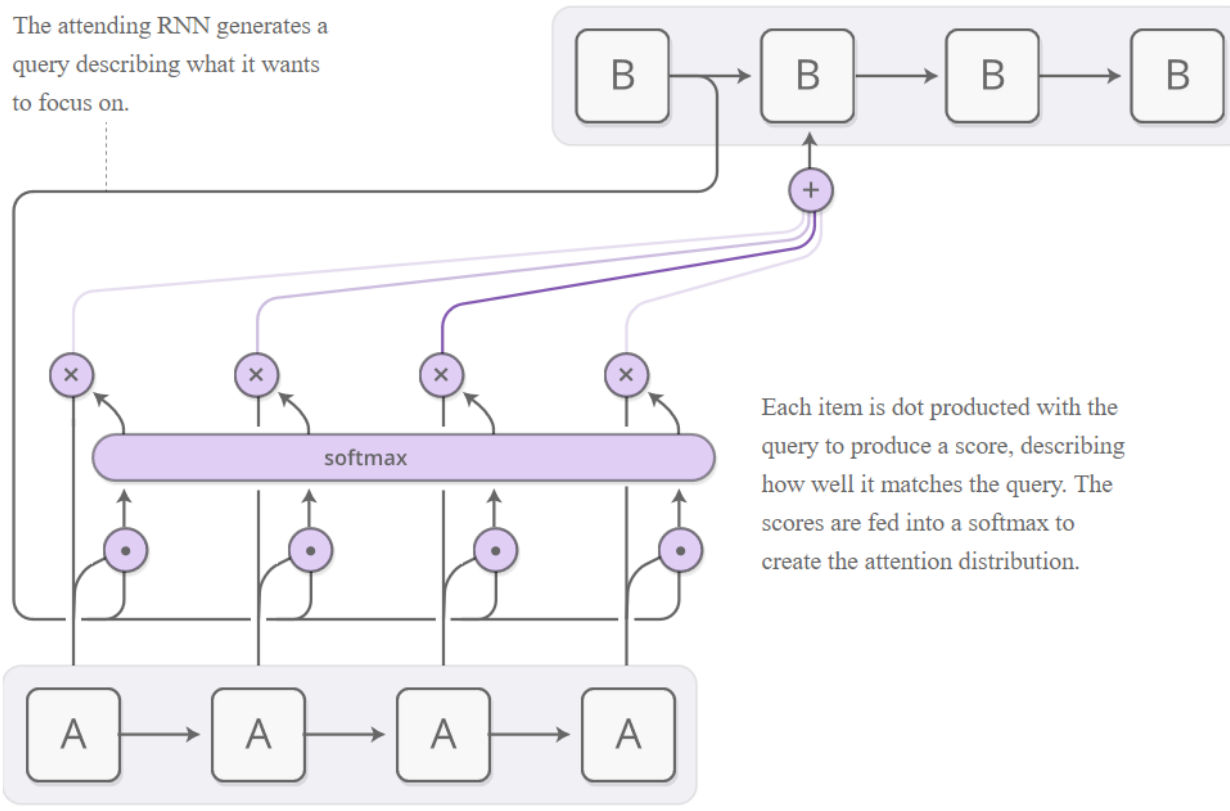 The attending RNN generates a
query describing what it wants
to focus on.
B B B B
+
× × × ×
softmax
Each item is dot producted with the
query to produce a score, describing
how well it matches the query. The
scores are fed into a softmax to
create the attention distribution.
A A A A